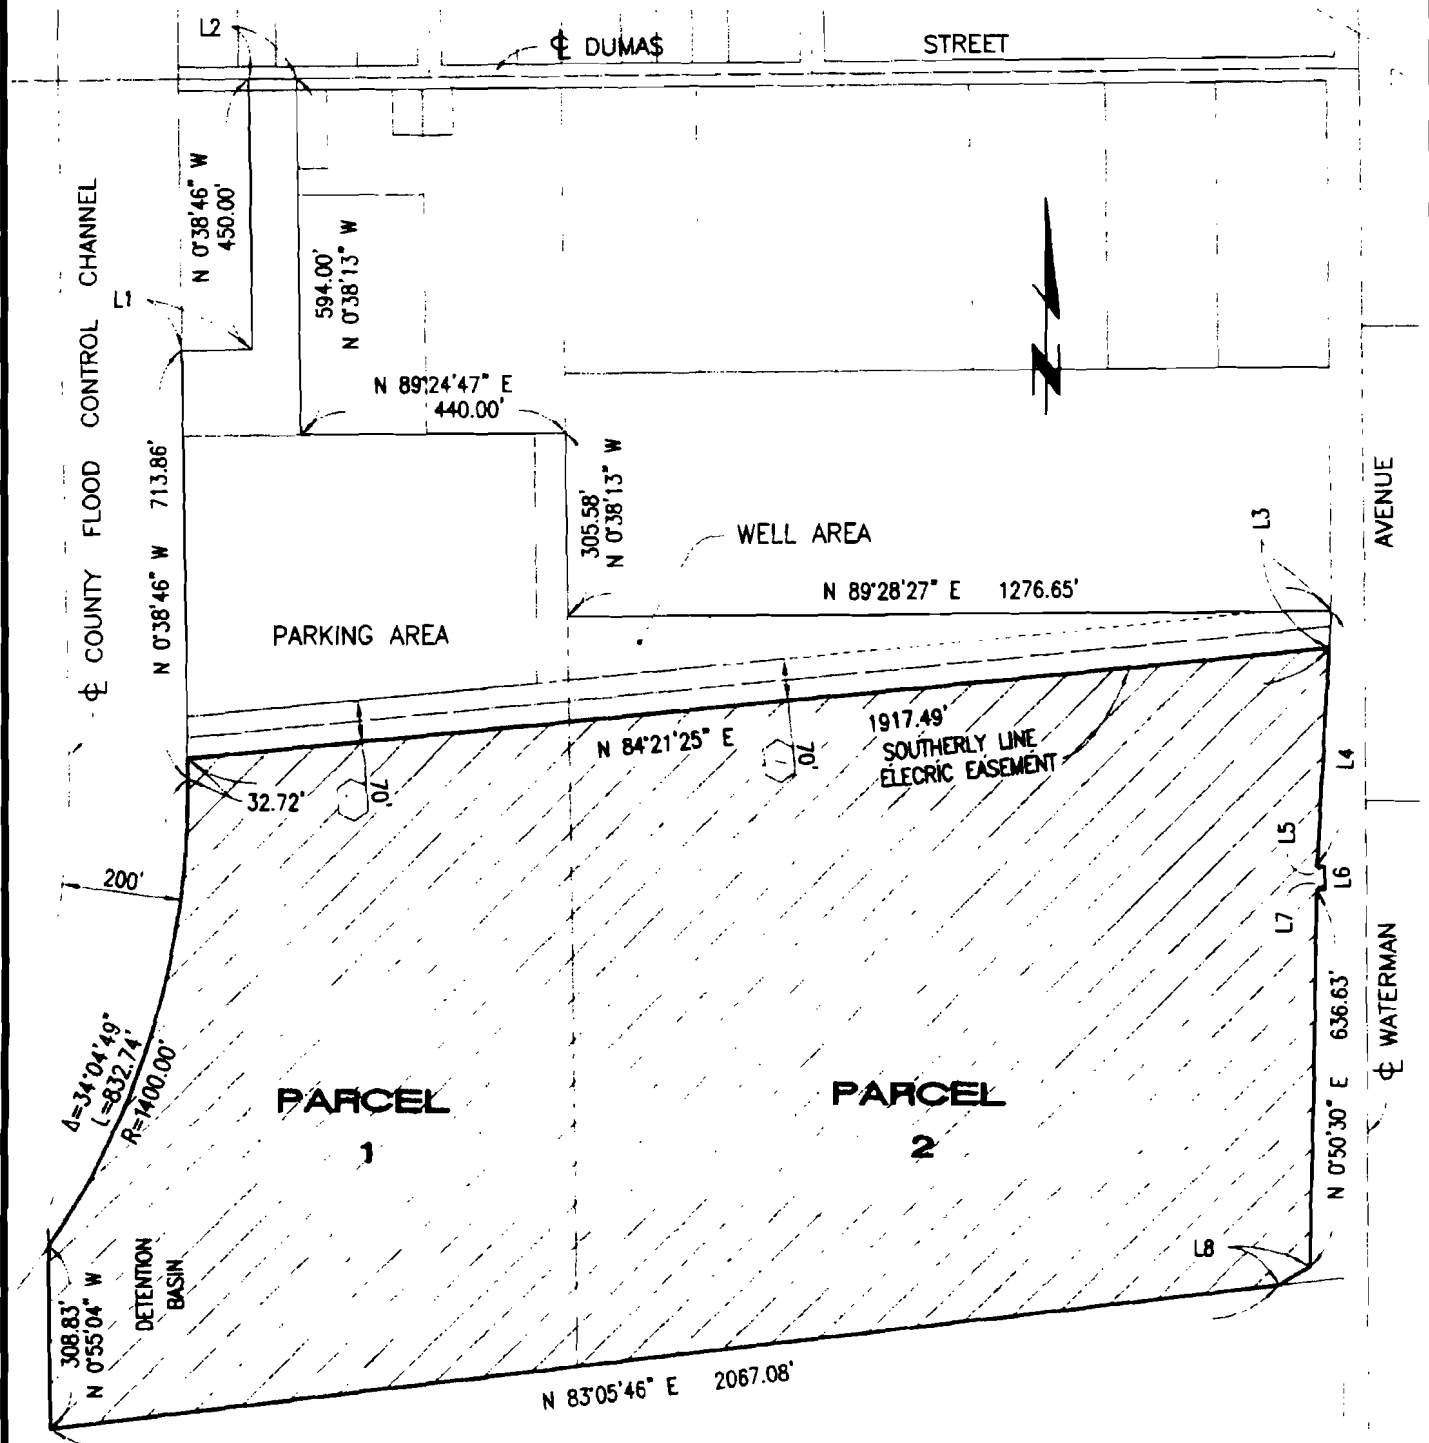 L2
℄ DUMAS STREET
N 0°38'46" W
450.00'
℄ COUNTY FLOOD CONTROL CHANNEL
L1
594.00'
N 0°38'13" W
N 89°24'47" E
440.00'
N
N 0°38'46" W 713.86'
305.58'
N 0°38'13" W
WELL AREA
L3
AVENUE
N 89°28'27" E 1276.65'
PARKING AREA
N 84°21'25" E
1917.49'
SOUTHERLY LINE
ELECRIC EASEMENT
70'
70'
32.72'
L4
L5
L6
L7
200'
℄ WATERMAN
N 0°50'30" E 636.63'
Δ=34°04'49"
L=832.74'
R=1400.00'
PARCEL
1
PARCEL
2
L8
DETENTION
BASIN
308.83'
N 0°55'04" W
N 83°05'46" E 2067.08'